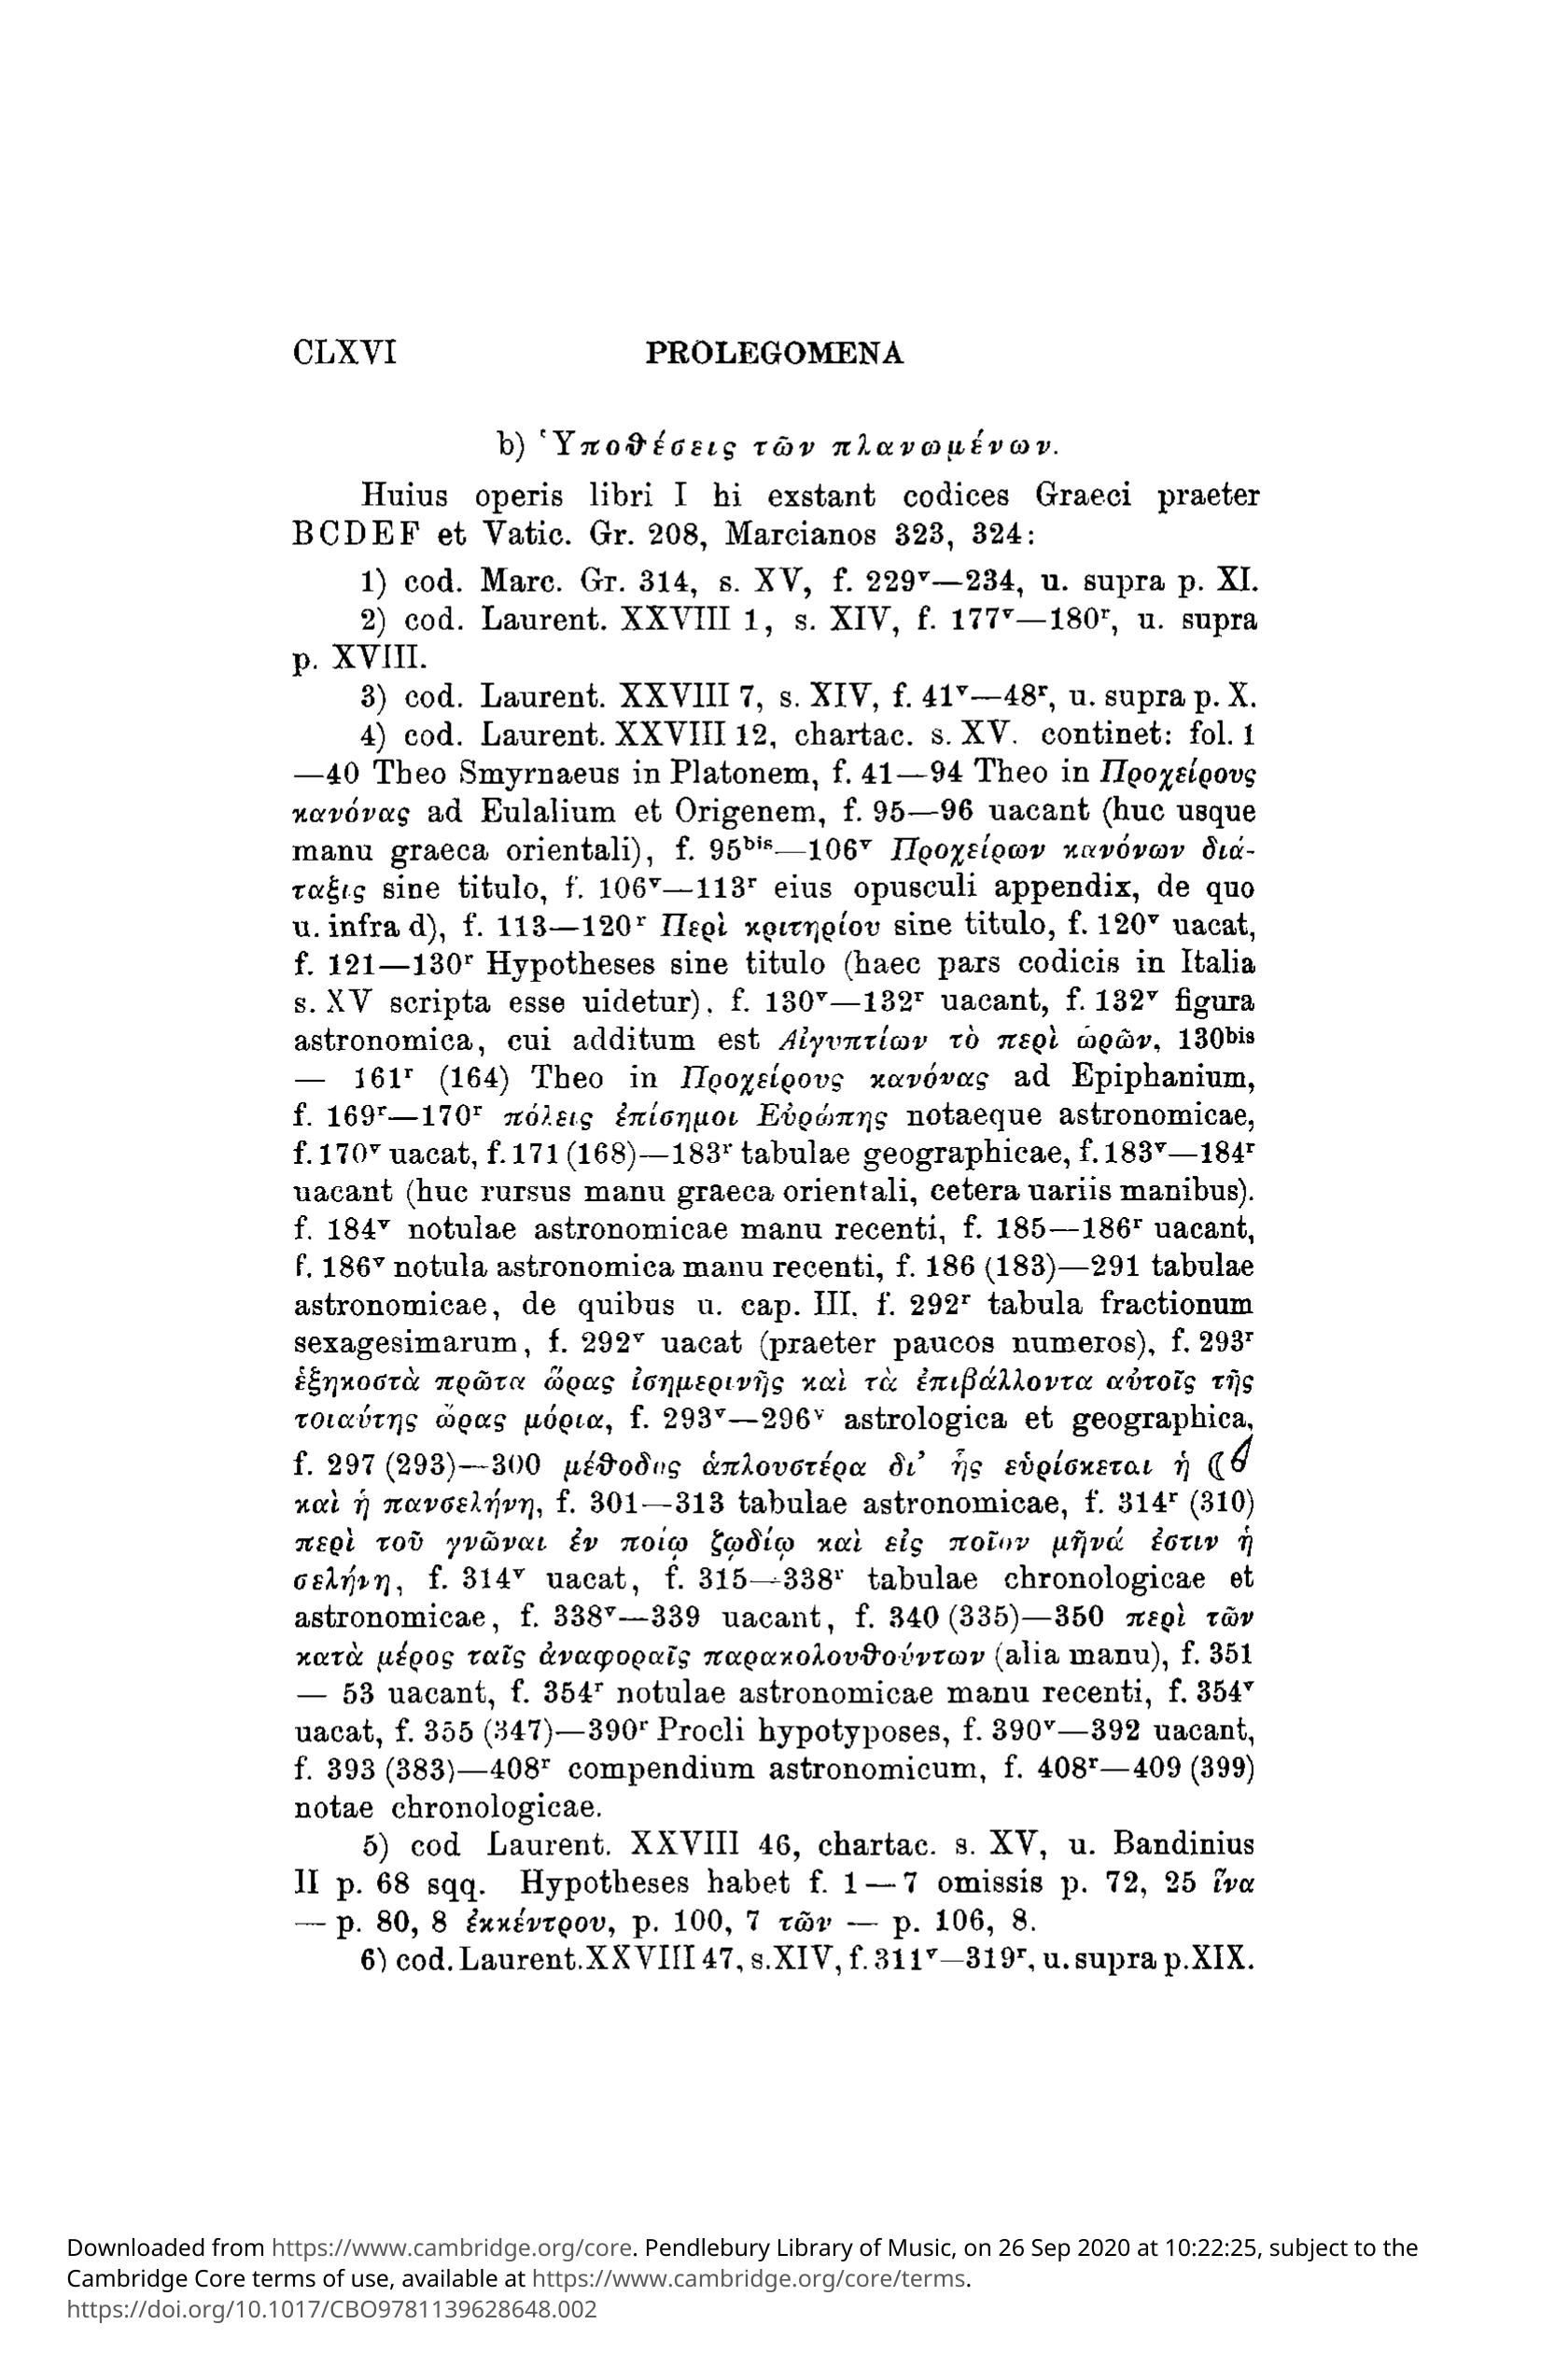 CLXVI PROLEGOMENA
b) Ὑποθέσεις τῶν πλανωμένων.
Huius operis libri I hi exstant codices Graeci praeter
BCDEF et Vatic. Gr. 208, Marcianos 323, 324:
1) cod. Marc. Gr. 314, s. XV, f. 229ᵛ—234, u. supra p. XI.
2) cod. Laurent. XXVIII 1, s. XIV, f. 177ᵛ—180ʳ, u. supra
p. XVIII.
3) cod. Laurent. XXVIII 7, s. XIV, f. 41ᵛ—48ʳ, u. supra p. X.
4) cod. Laurent. XXVIII 12, chartac. s. XV. continet: fol. 1
—40 Theo Smyrnaeus in Platonem, f. 41—94 Theo in Προχείρους
κανόνας ad Eulalium et Origenem, f. 95—96 uacant (huc usque
manu graeca orientali), f. 95ᵇⁱˢ—106ᵛ Προχείρων κανόνων διά-
ταξις sine titulo, f. 106ᵛ—113ʳ eius opusculi appendix, de quo
u. infra d), f. 113—120ʳ Περὶ κριτηρίου sine titulo, f. 120ᵛ uacat,
f. 121—130ʳ Hypotheses sine titulo (haec pars codicis in Italia
s. XV scripta esse uidetur). f. 130ᵛ—132ʳ uacant, f. 132ᵛ figura
astronomica, cui additum est Αἰγυπτίων τὸ περὶ ὡρῶν, 130ᵇⁱˢ
— 161ʳ (164) Theo in Προχείρους κανόνας ad Epiphanium,
f. 169ʳ—170ʳ πόλεις ἐπίσημοι Εὐρώπης notaeque astronomicae,
f. 170ᵛ uacat, f. 171 (168)—183ʳ tabulae geographicae, f. 183ᵛ—184ʳ
uacant (huc rursus manu graeca orientali, cetera uariis manibus).
f. 184ᵛ notulae astronomicae manu recenti, f. 185—186ʳ uacant,
f. 186ᵛ notula astronomica manu recenti, f. 186 (183)—291 tabulae
astronomicae, de quibus u. cap. III. f. 292ʳ tabula fractionum
sexagesimarum, f. 292ᵛ uacat (praeter paucos numeros), f. 293ʳ
ἑξηκοστὰ πρῶτα ὥρας ἰσημερινῆς καὶ τὰ ἐπιβάλλοντα αὐτοῖς τῆς
τοιαύτης ὥρας μόρια, f. 293ᵛ—296ᵛ astrologica et geographica,
f. 297 (293)—300 μέθοδος ἁπλουστέρα δι’ ἧς εὑρίσκεται ἡ
καὶ ἡ πανσελήνη, f. 301—313 tabulae astronomicae, f. 314ʳ (310)
περὶ τοῦ γνῶναι ἐν ποίῳ ζῳδίῳ καὶ εἰς ποῖον μῆνά ἐστιν ἡ
σελήνη, f. 314ᵛ uacat, f. 315—338ʳ tabulae chronologicae et
astronomicae, f. 338ᵛ—339 uacant, f. 340 (335)—350 περὶ τῶν
κατὰ μέρος ταῖς ἀναφοραῖς παρακολουθούντων (alia manu), f. 351
— 53 uacant, f. 354ʳ notulae astronomicae manu recenti, f. 354ᵛ
uacat, f. 355 (347)—390ʳ Procli hypotyposes, f. 390ᵛ—392 uacant,
f. 393 (383)—408ʳ compendium astronomicum, f. 408ʳ—409 (399)
notae chronologicae.
5) cod Laurent. XXVIII 46, chartac. s. XV, u. Bandinius
II p. 68 sqq. Hypotheses habet f. 1—7 omissis p. 72, 25 ἵνα
— p. 80, 8 ἐκκέντρου, p. 100, 7 τῶν — p. 106, 8.
6) cod. Laurent. XXVIII 47, s. XIV, f. 311ᵛ—319ʳ, u. supra p. XIX.
Downloaded from https://www.cambridge.org/core. Pendlebury Library of Music, on 26 Sep 2020 at 10:22:25, subject to the
Cambridge Core terms of use, available at https://www.cambridge.org/core/terms.
https://doi.org/10.1017/CBO9781139628648.002